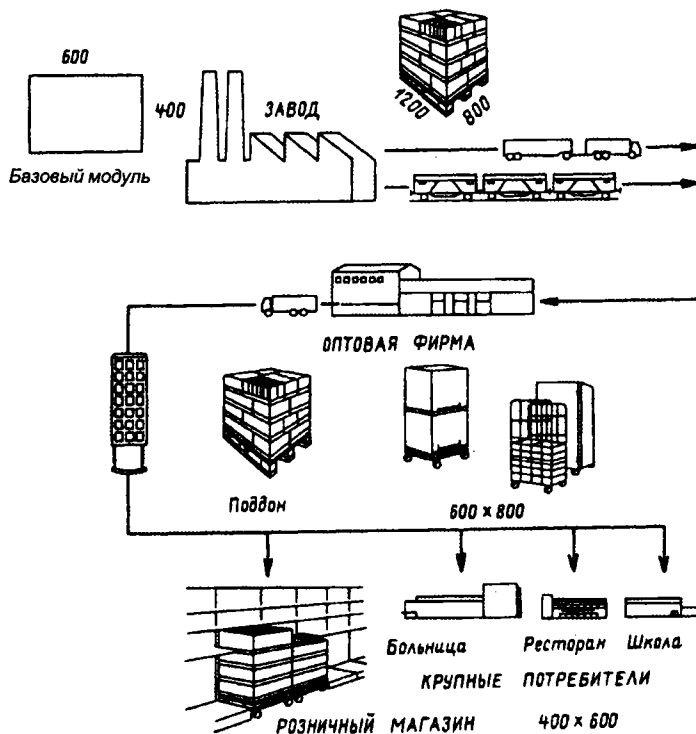 600
400
Базовый модуль
ЗАВОД
1200
800
ОПТОВАЯ ФИРМА
Поддон
600 × 800
Больница
Ресторан
Школа
КРУПНЫЕ ПОТРЕБИТЕЛИ
РОЗНИЧНЫЙ МАГАЗИН
400 × 600